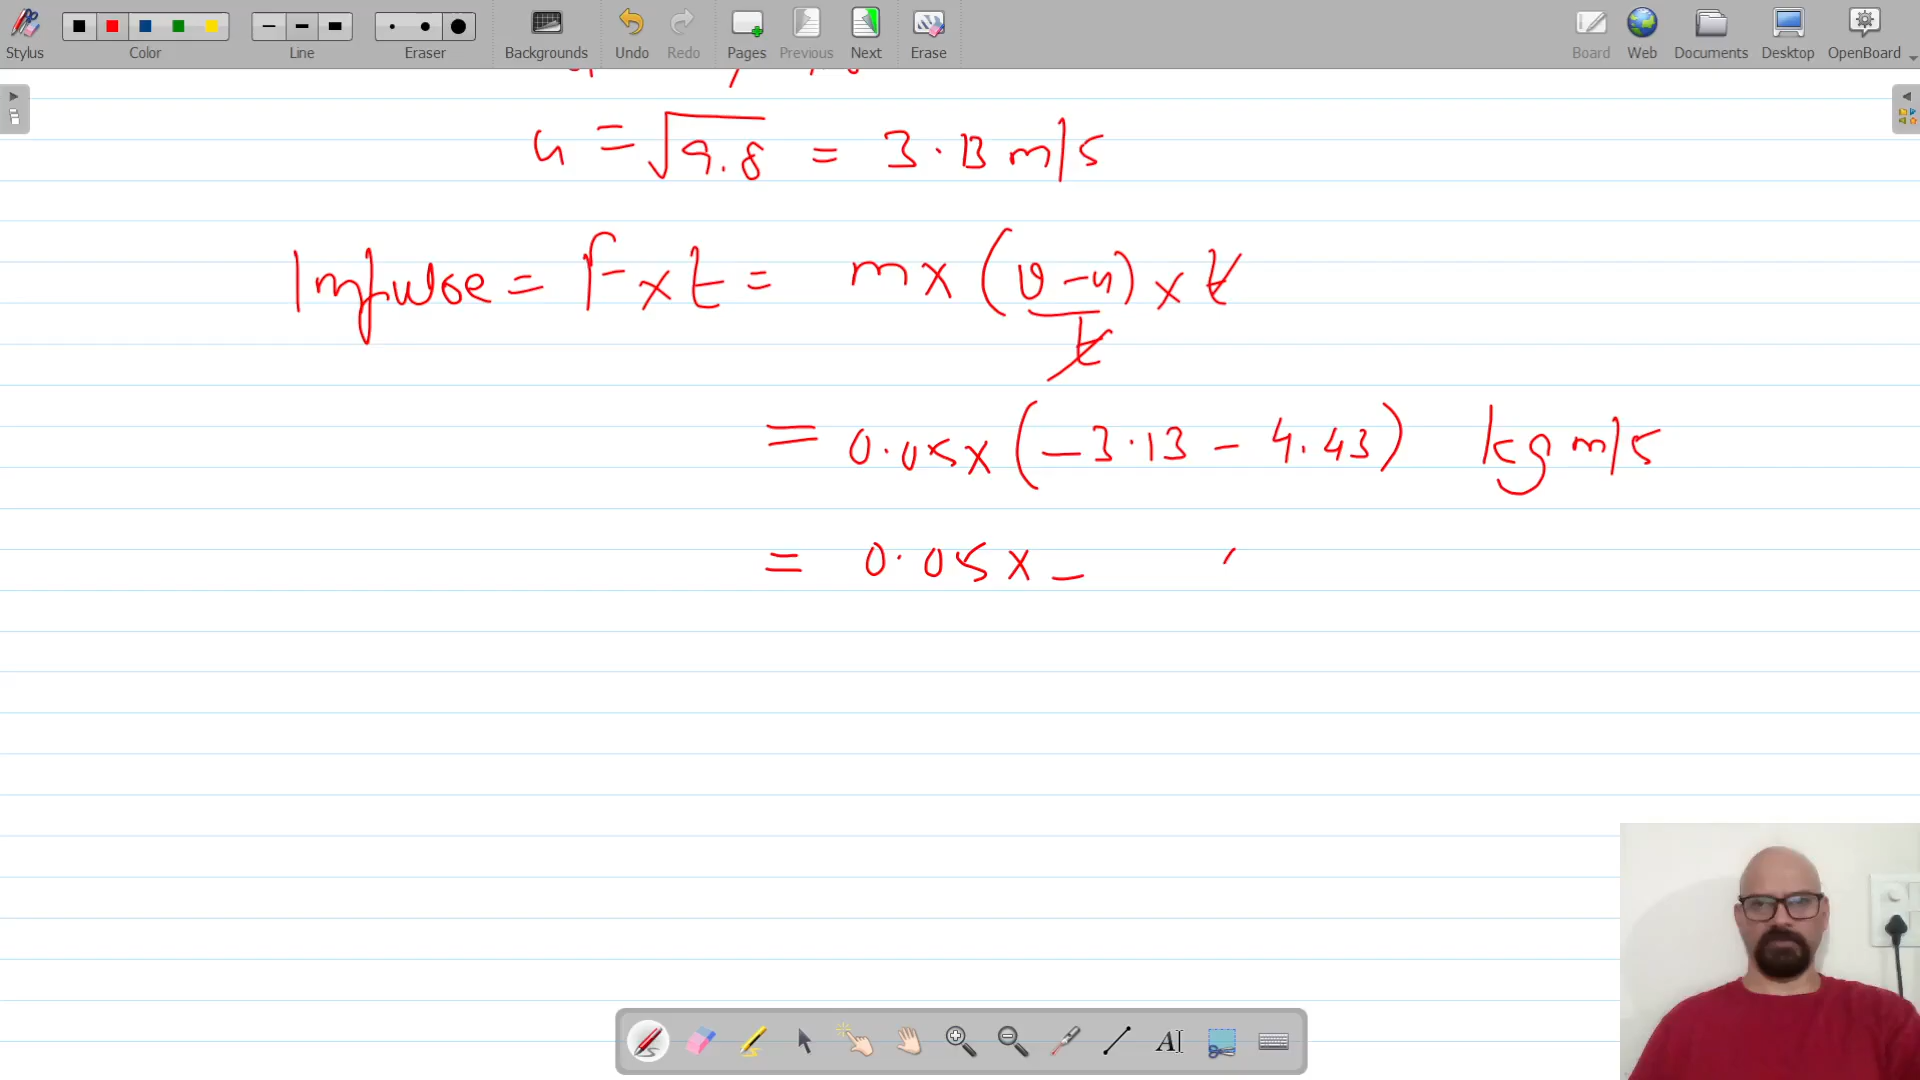 Stylus Color Line Eraser Backgrounds Undo Redo Pages Previous Next Erase Board Web Documents Desktop OpenBoard
u = √9.8 = 3.13 m/s
Impulse = F x t = m x (v-u)/t x t
= 0.05 x (-3.13 - 4.43) kg m/s
= 0.05 x -